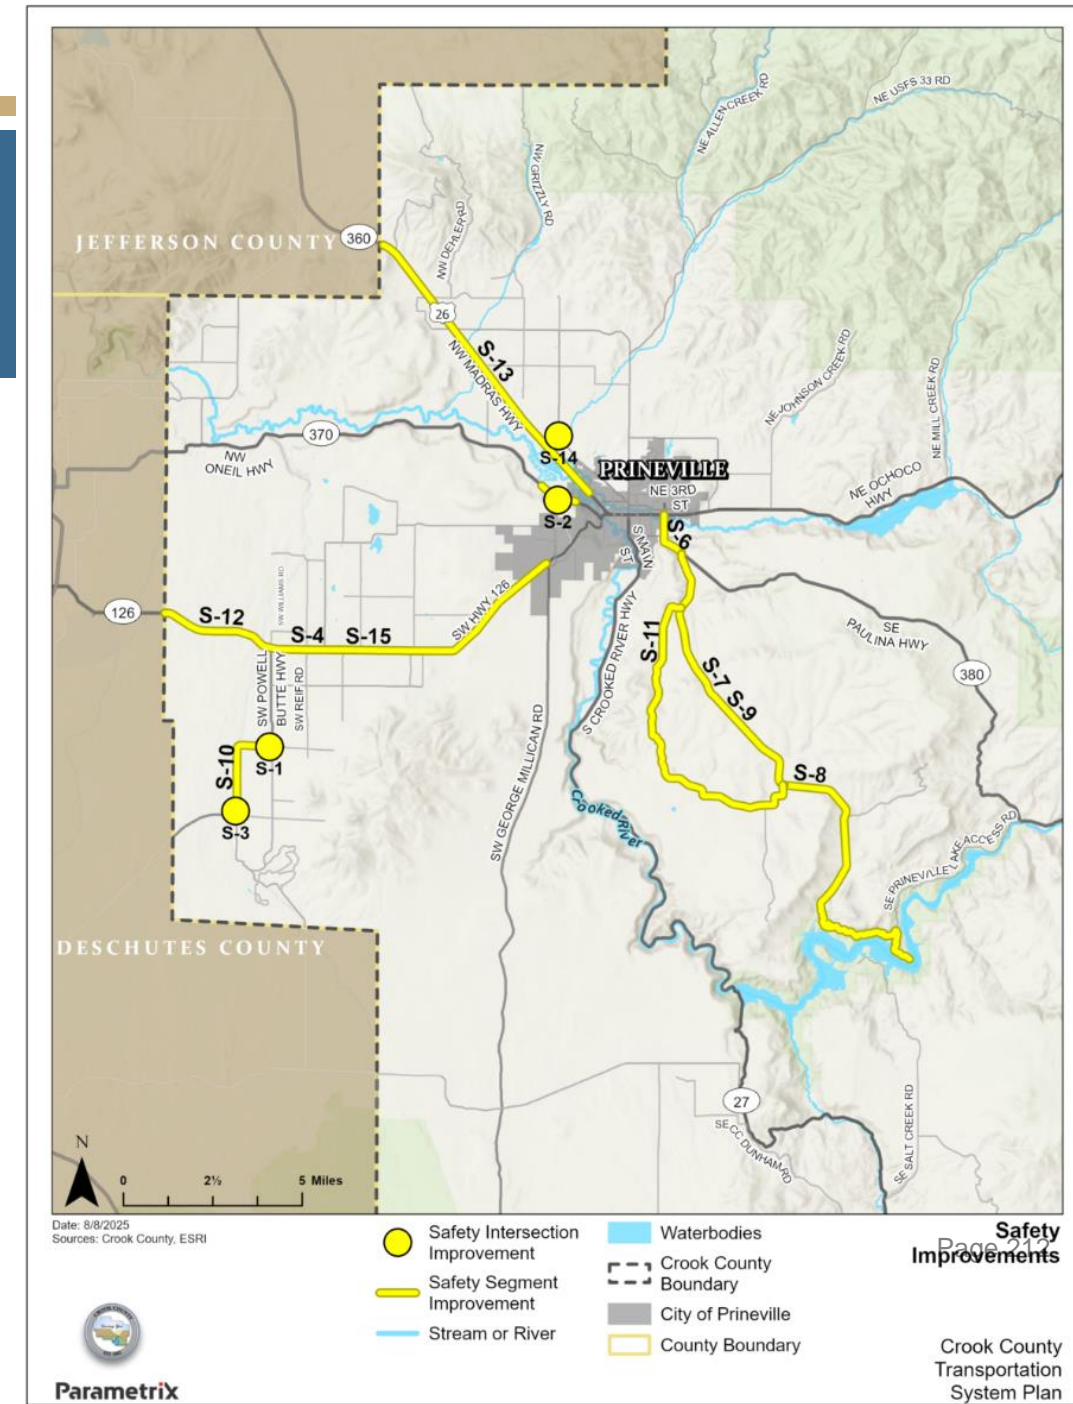 NE ALLEN CREEK RD
NE USFS 33 RD
NW GRIZZLY RD
NW DEHLER RD
JEFFERSON COUNTY
360
26
S-13
NW MADRAS HWY
NE JOHNSON CREEK RD
NE MILL CREEK RD
370
NW
ONEIL HWY
S-14
PRINEVILLE
NE 3RD
ST
NE OCHOCO
HWY
S-2
S MAIN
ST
S-6
SW WILLIAMS RD
126
S-12
S-4
S-15
SW HWY 126
S CROOKED RIVER HWY
S-11
SE
PAULINA HWY
380
SW POWELL
BUTTE HWY
SW REIF RD
S-7
S-9
S-10
S-1
S-3
S-8
SW GEORGE MILLICAN RD
Crooked River
SE PRINEVILLE LAKE ACCESS RD
DESCHUTES COUNTY
27
SE CC DUNHAM RD
SE SALT CREEK RD
N
0 2½ 5 Miles
Date: 8/8/2025
Sources: Crook County, ESRI
Safety Intersection
Improvement
Safety Segment
Improvement
Stream or River
Waterbodies
Crook County
Boundary
City of Prineville
County Boundary
Safety
Improvements
Page 212
Crook County
Transportation
System Plan
Parametrix